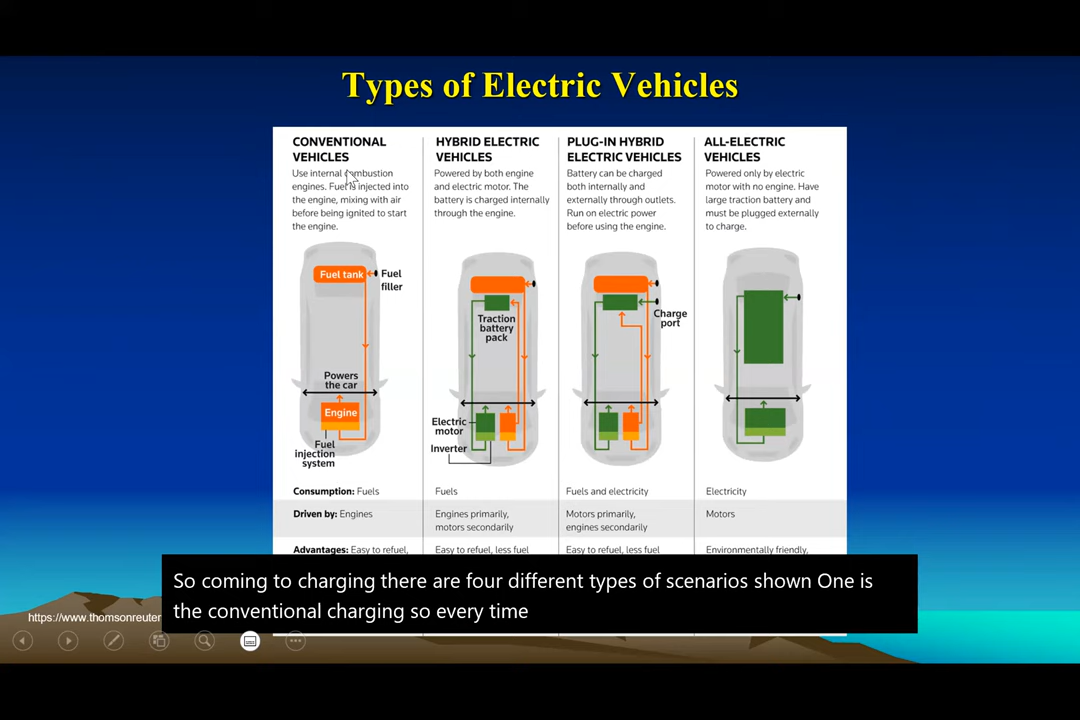 Types of Electric Vehicles
CONVENTIONAL
VEHICLES
Use internal combustion
engines. Fuel is injected into
the engine, mixing with air
before being ignited to start
the engine.
HYBRID ELECTRIC
VEHICLES
Powered by both engine
and electric motor. The
battery is charged internally
through the engine.
PLUG-IN HYBRID
ELECTRIC VEHICLES
Battery can be charged
both internally and
externally through outlets.
Run on electric power
before using the engine.
ALL-ELECTRIC
VEHICLES
Powered only by electric
motor with no engine. Have
large traction battery and
must be plugged externally
to charge.
Fuel tank
Fuel
filler
Powers
the car
Engine
Fuel
injection
system
Traction
battery
pack
Electric
motor
Inverter
Charge
port
Consumption: Fuels
Fuels
Fuels and electricity
Electricity
Driven by: Engines
Engines primarily,
motors secondarily
Motors primarily,
engines secondarily
Motors
Advantages: Easy to refuel,
Easy to refuel, less fuel
Easy to refuel, less fuel
Environmentally friendly,
So coming to charging there are four different types of scenarios shown One is
the conventional charging so every time
https://www.thomsonreuter